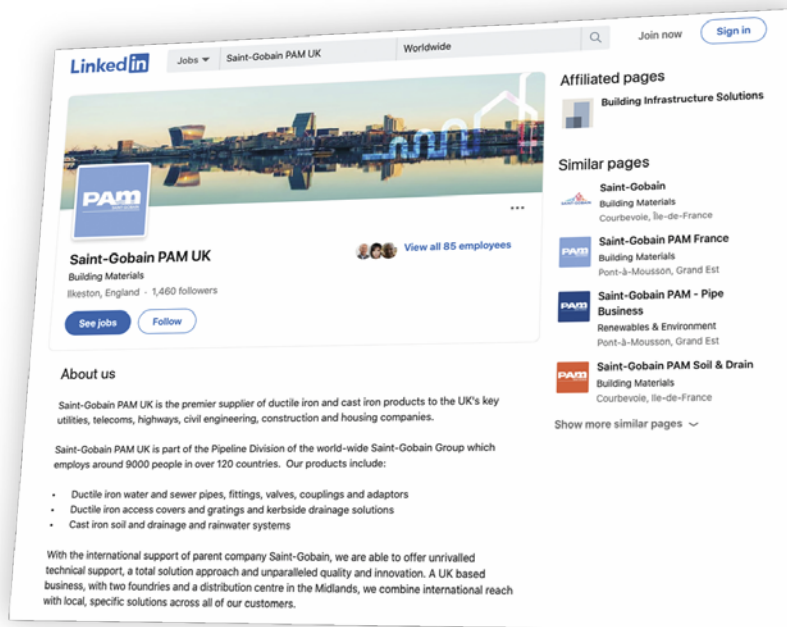 Linked in
Jobs
Saint-Gobain PAM UK
Worldwide
Join now
Sign in
PAM
Saint-Gobain PAM UK
Building Materials
Ilkeston, England · 1,460 followers
View all 85 employees
See jobs
Follow
About us
Saint-Gobain PAM UK is the premier supplier of ductile iron and cast iron products to the UK's key
utilities, telecoms, highways, civil engineering, construction and housing companies.
Saint-Gobain PAM UK is part of the Pipeline Division of the world-wide Saint-Gobain Group which
employs around 9000 people in over 120 countries. Our products include:
• Ductile iron water and sewer pipes, fittings, valves, couplings and adaptors
• Ductile iron access covers and gratings and kerbside drainage solutions
• Cast iron soil and drainage and rainwater systems
With the international support of parent company Saint-Gobain, we are able to offer unrivalled
technical support, a total solution approach and unparalleled quality and innovation. A UK based
business, with two foundries and a distribution centre in the Midlands, we combine international reach
with local, specific solutions across all of our customers.
Affiliated pages
Building Infrastructure Solutions
Similar pages
Saint-Gobain
Building Materials
Courbevoie, Île-de-France
PAM
Saint-Gobain PAM France
Building Materials
Pont-à-Mousson, Grand Est
PAM
Saint-Gobain PAM - Pipe
Business
Renewables & Environment
Pont-à-Mousson, Grand Est
PAM
Saint-Gobain PAM Soil & Drain
Building Materials
Courbevoie, Ile-de-France
Show more similar pages